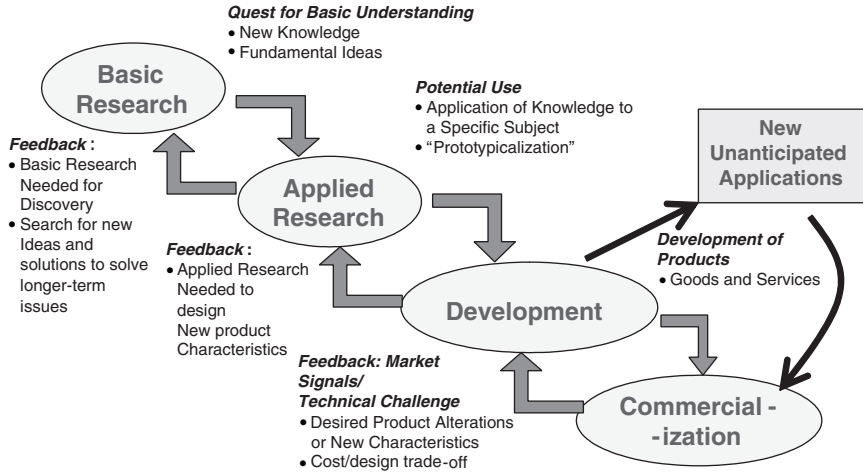 Quest for Basic Understanding
• New Knowledge
• Fundamental Ideas
Basic
Research
Potential Use
• Application of Knowledge to
a Specific Subject
• “Prototypicalization”
New
Unanticipated
Applications
Feedback :
• Basic Research
Needed for
Discovery
• Search for new
Ideas and
solutions to solve
longer-term
issues
Applied
Research
Feedback :
• Applied Research
Needed to
design
New product
Characteristics
Development of
Products
• Goods and Services
Development
Feedback: Market
Signals/
Technical Challenge
• Desired Product Alterations
or New Characteristics
• Cost/design trade-off
Commercial -
-ization